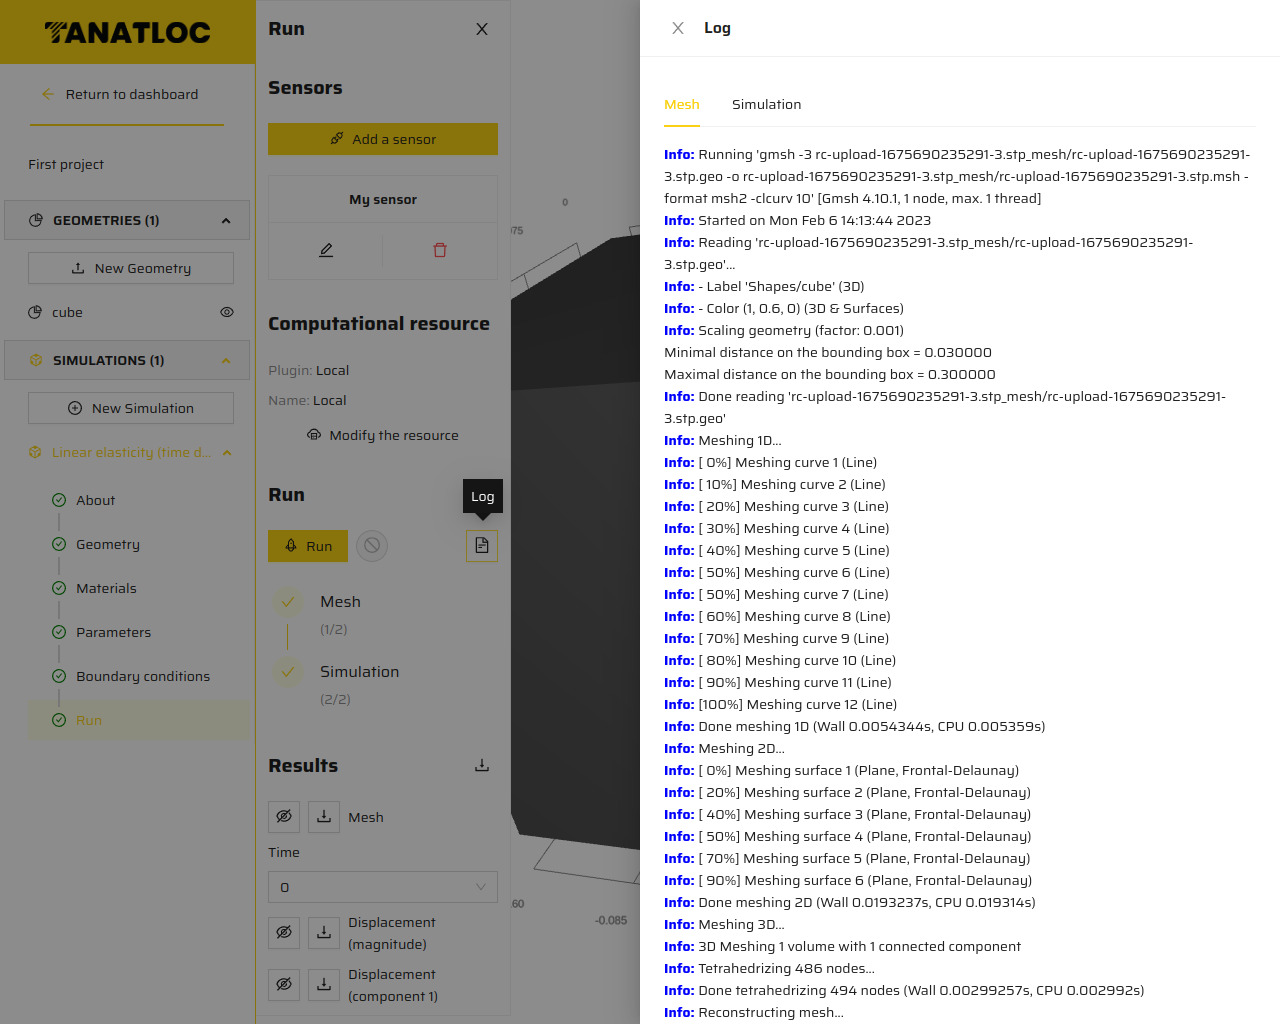 TANATLOC
Return to dashboard
First project
GEOMETRIES (1)
New Geometry
cube
SIMULATIONS (1)
New Simulation
Linear elasticity (time d...
About
Geometry
Materials
Parameters
Boundary conditions
Run
Run
Sensors
Add a sensor
My sensor
Computational resource
Plugin: Local
Name: Local
Modify the resource
Run
Log
Run
Mesh
(1/2)
Simulation
(2/2)
Results
Mesh
Time
0
Displacement
(magnitude)
Displacement
(component 1)
0
75
.60
-0.085
Log
Mesh
Simulation
Info: Running 'gmsh -3 rc-upload-1675690235291-
3.stp_mesh/rc-upload-1675690235291-
3.stp.geo -o rc-upload-1675690235291-3.stp_mesh/rc-upload-1675690235291-3.stp.msh -
format msh2 -clcurv 10' [Gmsh 4.10.1, 1 node, max. 1 thread]
Info: Started on Mon Feb 6 14:13:44 2023
Info: Reading 'rc-upload-1675690235291-3.stp_mesh/rc-upload-1675690235291-
3.stp.geo'...
Info: - Label 'Shapes/cube' (3D)
Info: - Color (1, 0.6, 0) (3D & Surfaces)
Info: Scaling geometry (factor: 0.001)
Minimal distance on the bounding box = 0.030000
Maximal distance on the bounding box = 0.300000
Info: Done reading 'rc-upload-1675690235291-3.stp_mesh/rc-upload-1675690235291-
3.stp.geo'
Info: Meshing 1D...
Info: [ 0%] Meshing curve 1 (Line)
Info: [ 10%] Meshing curve 2 (Line)
Info: [ 20%] Meshing curve 3 (Line)
Info: [ 30%] Meshing curve 4 (Line)
Info: [ 40%] Meshing curve 5 (Line)
Info: [ 50%] Meshing curve 6 (Line)
Info: [ 50%] Meshing curve 7 (Line)
Info: [ 60%] Meshing curve 8 (Line)
Info: [ 70%] Meshing curve 9 (Line)
Info: [ 80%] Meshing curve 10 (Line)
Info: [ 90%] Meshing curve 11 (Line)
Info: [100%] Meshing curve 12 (Line)
Info: Done meshing 1D (Wall 0.0054344s, CPU 0.005359s)
Info: Meshing 2D...
Info: [ 0%] Meshing surface 1 (Plane, Frontal-Delaunay)
Info: [ 20%] Meshing surface 2 (Plane, Frontal-Delaunay)
Info: [ 40%] Meshing surface 3 (Plane, Frontal-Delaunay)
Info: [ 50%] Meshing surface 4 (Plane, Frontal-Delaunay)
Info: [ 70%] Meshing surface 5 (Plane, Frontal-Delaunay)
Info: [ 90%] Meshing surface 6 (Plane, Frontal-Delaunay)
Info: Done meshing 2D (Wall 0.0193237s, CPU 0.019314s)
Info: Meshing 3D...
Info: 3D Meshing 1 volume with 1 connected component
Info: Tetrahedrizing 486 nodes...
Info: Done tetrahedrizing 494 nodes (Wall 0.00299257s, CPU 0.002992s)
Info: Reconstructing mesh...